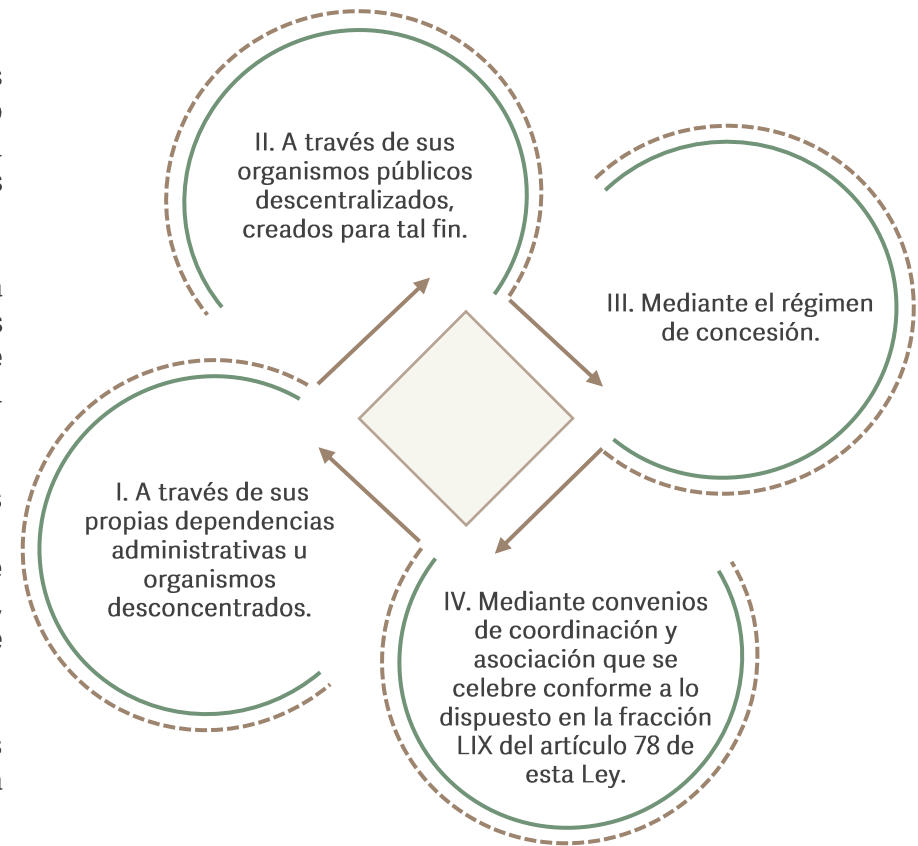 I. A través de sus
propias dependencias
administrativas u
organismos
desconcentrados.
II. A través de sus
organismos públicos
descentralizados,
creados para tal fin.
III. Mediante el régimen
de concesión.
IV. Mediante convenios
de coordinación y
asociación que se
celebre conforme a lo
dispuesto en la fracción
LIX del artículo 78 de
esta Ley.